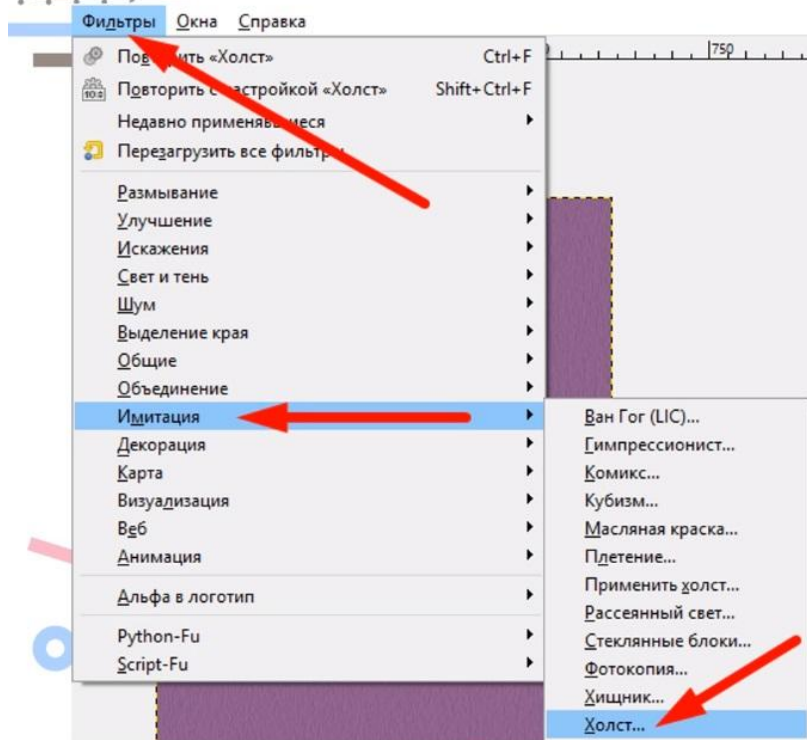 Фильтры Окна Справка
Повторить «Холст» Ctrl+F
Повторить с настройкой «Холст» Shift+Ctrl+F
Недавно применявшиеся
Перезагрузить все фильтры
Размывание
Улучшение
Искажения
Свет и тень
Шум
Выделение края
Общие
Объединение
Имитация
Декорация
Карта
Визуализация
Веб
Анимация
Альфа в логотип
Python-Fu
Script-Fu
750
Ван Гог (LIC)...
Гимпрессионист...
Комикс...
Кубизм...
Масляная краска...
Плетение...
Применить холст...
Рассеянный свет...
Стеклянные блоки...
Фотокопия...
Хищник...
Холст...